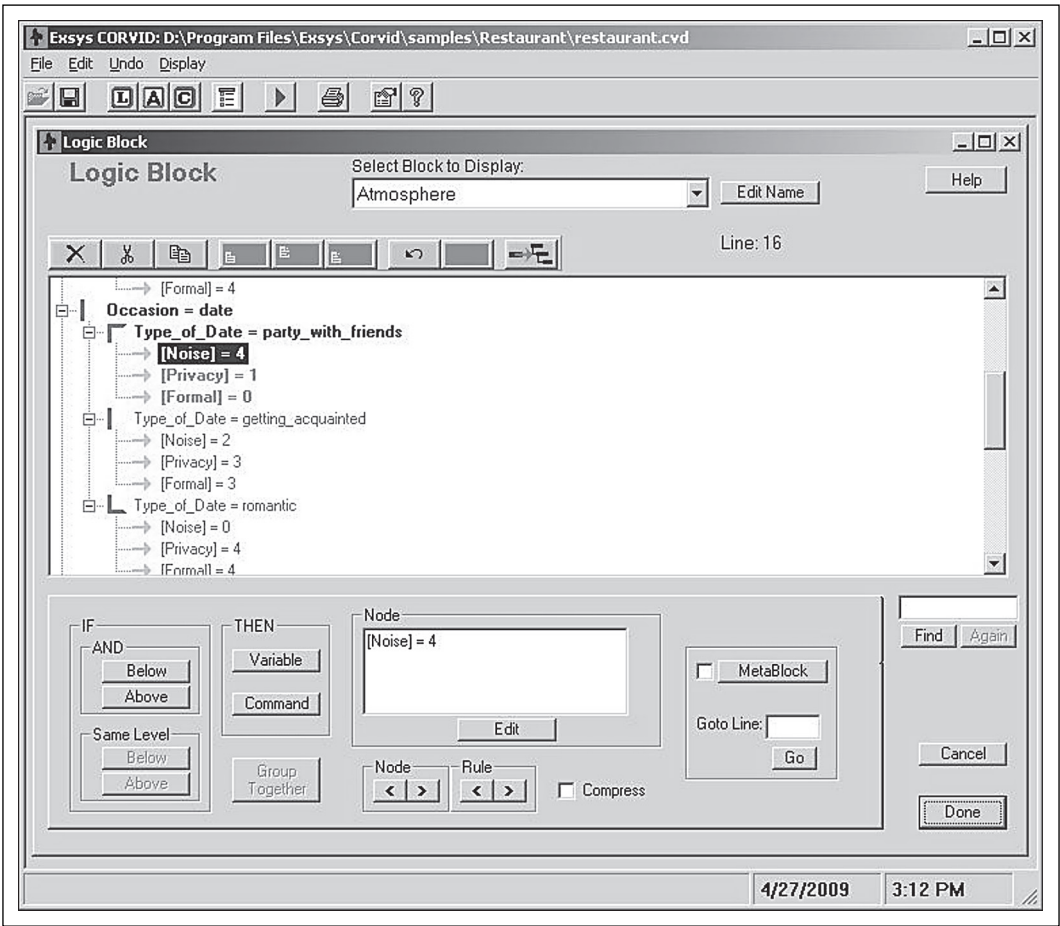 Exsys CORVID: D:\Program Files\Exsys\Corvid\samples\Restaurant\restaurant.cvd
File Edit Undo Display
L A C
Logic Block
Logic Block
Select Block to Display:
Atmosphere
Edit Name
Help
Line: 16
[Formal] = 4
Occasion = date
Type_of_Date = party_with_friends
[Noise] = 4
[Privacy] = 1
[Formal] = 0
Type_of_Date = getting_acquainted
[Noise] = 2
[Privacy] = 3
[Formal] = 3
Type_of_Date = romantic
[Noise] = 0
[Privacy] = 4
[Formal] = 4
IF
AND
Below
Above
Same Level
Below
Above
THEN
Variable
Command
Group
Together
Node
[Noise] = 4
Edit
Node
< >
Rule
< >
Compress
MetaBlock
Goto Line:
Go
Find Again
Cancel
Done
4/27/2009 3:12 PM